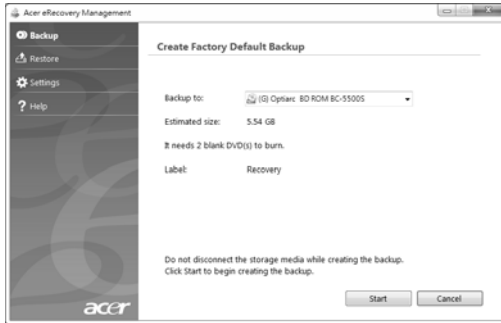 Acer eRecovery Management
Backup
Restore
Settings
Help
Create Factory Default Backup
Backup to: (G) Optiarc BD ROM BC-5500S
Estimated size: 5.54 GB
It needs 2 blank DVD(s) to burn.
Label: Recovery
Do not disconnect the storage media while creating the backup.
Click Start to begin creating the backup.
Start Cancel
acer